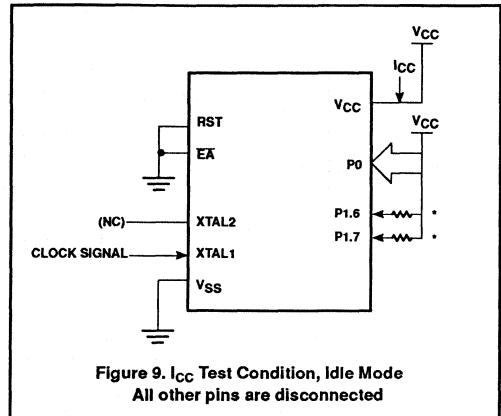 VCC
ICC
VCC
VCC
RST
EA
P0
P1.6 *
(NC) XTAL2
P1.7 *
CLOCK SIGNAL XTAL1
VSS
Figure 9. ICC Test Condition, Idle Mode
All other pins are disconnected